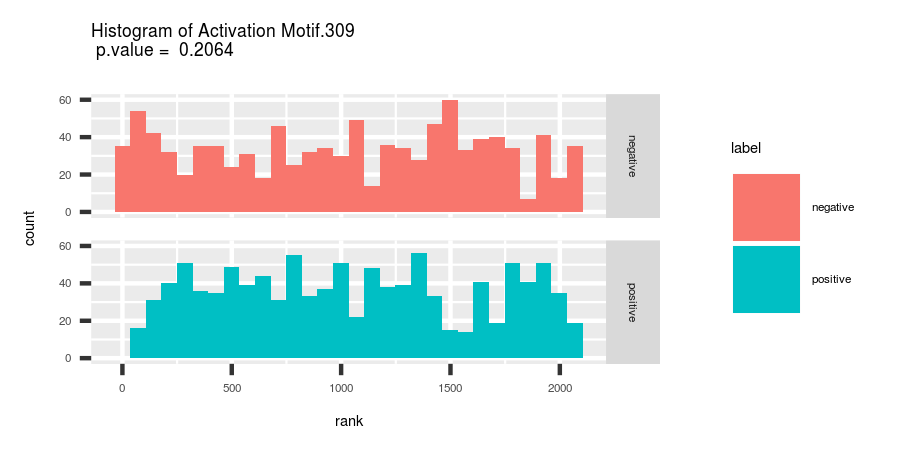 Histogram of Activation Motif.309
p.value =  0.2064
count
60
40
20
0
negative
60
40
20
0
positive
0 500 1000 1500 2000
rank
label
negative
positive